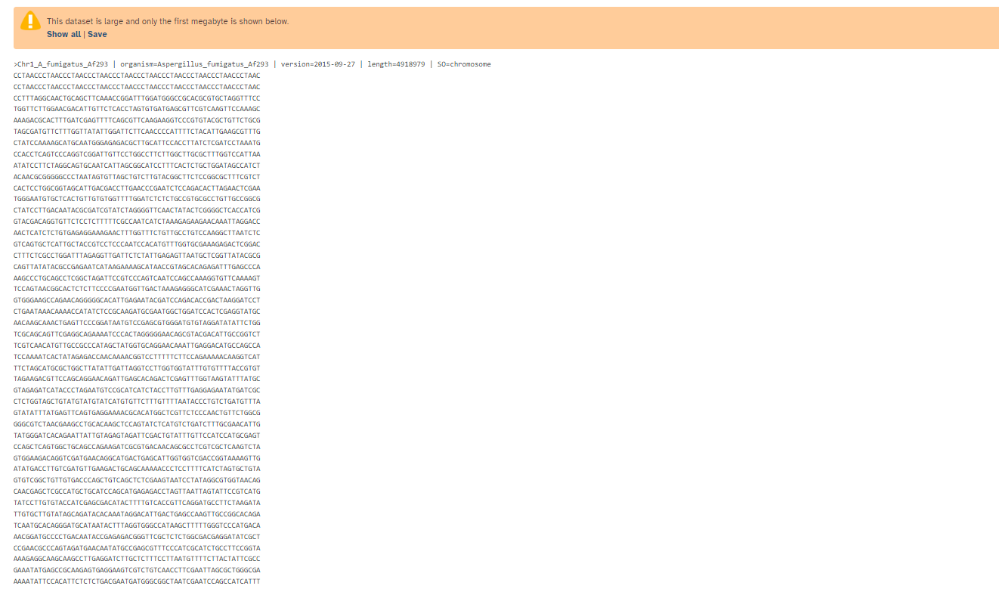 This dataset is large and only the first megabyte is shown below.
Show all | Save
>Chr1_A_fumigatus_Af293 | organism=Aspergillus_fumigatus_Af293 | version=2015-09-27 | length=4918979 | SO=chromosome
CCTAACCCTAACCCTAACCCTAACCCTAACCCTAACCCTAACCCTAACCCTAACCCTAAC
CCTAACCCTAACCCTAACCCTAACCCTAACCCTAACCCTAACCCTAACCCTAACCCTAAC
CCTTTAGGCAACTGCAGCTTCAAACCGGATTTGGATGGGCCGCACGCGTGCTAGGTTTCC
TGGTTCTTGGAACGACATTGTTCTCACCTAGTGTGATGAGCGTTCGTCAAGTTCCAAAGC
AAAGACGCACTTTGATCGAGTTTTCAGCGTTCAAGAAGGTCCCGTGTACGCTGTTCTGCG
TAGCGATGTTCTTTGGTTATATTGGATTCTTCAACCCCATTTTCTACATTGAAGCGTTTG
CTATCCAAAAGCATGCAATGGGAGAGACGCTTGCATTCCACCTTATCTCGATCCTAAATG
CCACCTCAGTCCCAGGTCGGATTGTTCCTGGCCTTCTTGGCTTGCGCTTTGGTCCATTAA
ATATCCTTCTAGGCAGTGCAATCATTAGCGGCATCCTTTCACTCTGCTGGATAGCCATCT
ACAACGCGGGGGCCCTAATAGTGTTAGCTGTCTTGTACGGCTTCTCCGGCGCTTTCGTCT
CACTCCTGGCGGTAGCATTGACGACCTTGAACCCGAATCTCCAGACACTTAGAACTCGAA
TGGGAATGTGCTCACTGTTGTGTGGTTTTGGATCTCTCTGCCGTGCGCCTGTTGCCGGCG
CTATCCTTGACAATACGCGATCGTATCTAGGGGTTCAACTATACTCGGGGCTCACCATCG
GTACGACAGGTGTTCTCCTCTTTTTCGCCAATCATCTAAAGAGAAGAACAAATTAGGACC
AACTCATCTCTGTGAGAGGAAAGAACTTTGGTTTCTGTTGCCTGTCCAAGGCTTAATCTC
GTCAGTGCTCATTGCTACCGTCCTCCCAATCCACATGTTTGGTGCGAAAGAGACTCGGAC
CTTTCTCGCCTGGATTTAGAGGTTGATTCTCTATTGAGAGTTAATGCTCGGTTATACGCG
CAGTTATATACGCCGAGAATCATAAGAAAAGCATAACCGTAGCACAGAGATTTGAGCCCA
AAGCCCTGCAGCCTCGGCTAGATTCCGTCCCAGTCAATCCAGCCAAAGGTGTTCAAAAGT
TCCAGTAACGGCACTCTCTTCCCCGAATGGTTGACTAAAGAGGGCATCGAAACTAGGTTG
GTGGGAAGCCAGAACAGGGGGCACATTGAGAATACGATCCAGACACCGACTAAGGATCCT
CTGAATAAACAAAACCATATCTCCGCAAGATGCGAATGGCTGGATCCACTCGAGGTATGC
AACAAGCAAACTGAGTTCCCGGATAATGTCCGAGCGTGGGATGTGTAGGATATATTCTGG
TCGCAGCAGTTCGAGGCAGAAAATCCCACTAGGGGGAACAGCGTACGACATTGCCGGTCT
TCGTCAACATGTTGCCGCCCATAGCTATGGTGCAGGAACAAATTGAGGACATGCCAGCCA
TCCAAAATCACTATAGAGACCAACAAAACGGTCCTTTTTCTTCCAGAAAAACAAGGTCAT
TTCTAGCATGCGCTGGCTTATATTGATTAGGTCCTTGGTGGTATTTGTGTTTTACCGTGT
TAGAAGACGTTCCAGCAGGAACAGATTGAGCACAGACTCGAGTTTGGTAAGTATTTATGC
GTAGAGATCATACCCTAGAATGTCCGCATCATCTACCTTGTTTGAGGAGAATATGATCGC
CTCTGGTAGCTGTATGTATGTATCATGTGTTCTTTGTTTTAATACCCTGTCTGATGTTTA
GTATATTTATGAGTTCAGTGAGGAAAACGCACATGGCTCGTTCTCCCAACTGTTCTGGCG
GGGCGTCTAACGAAGCCTGCACAAGCTCCAGTATCTCATGTCTGATCTTTGCGAACATTG
TATGGGATCACAGAATTATTGTAGAGTAGATTCGACTGTATTTGTTCCATCCATGCGAGT
CCAGCTCAGTGGCTGCAGCCAGAAGATCGCGTGACAACAGCGCCTCGTCGCTCAAGTCTA
GTGGAAGACAGGTCGATGAACAGGCATGACTGAGCATTGGTGGTCGACCGGTAAAAGTTG
ATATGACCTTGTCGATGTTGAAGACTGCAGCAAAAACCCTCCTTTTCATCTAGTGCTGTA
GTGTCGGCTGTTGTGACCCAGCTGTCAGCTCTCGAAGTAATCCTATAGGCGTGGTAACAG
CAACGAGCTCGCCATGCTGCATCCAGCATGAGAGACCTAGTTAATTAGTATTCCGTCATG
TATCCTTGTGTACCATCGAGCGACATACTTTTGTCACCGTTCAGGATGCCTTCTAAGATA
TTGTGCTTGTATAGCAGATACACAAATAGGACATTGACTGAGCCAAGTTGCCGGCACAGA
TCAATGCACAGGGATGCATAATACTTTAGGTGGGCCATAAGCTTTTTGGGTCCCATGACA
AACGGATGCCCCTGACAATACCGAGAGACGGGTTCGCTCTCTGGCGACGAGGATATCGCT
CCGAACGCCCAGTAGATGAACAATATGCCGAGCGTTTCCCATCGCATCTGCCTTCCGGTA
AAAGAGGCAAGCAAGCCTTGAGGATCTTGCTCTTTCCTTAATGTTTTCTTACTATTCGCC
GAAATATGAGCCGCAAGAGTGAGGAAGTCGTCTGTCAACCTTCGAATTAGCGCTGGGCGA
AAAATATTCCACATTCTCTCTGACGAATGATGGGCGGCTAATCGAATCCAGCCATCATTT